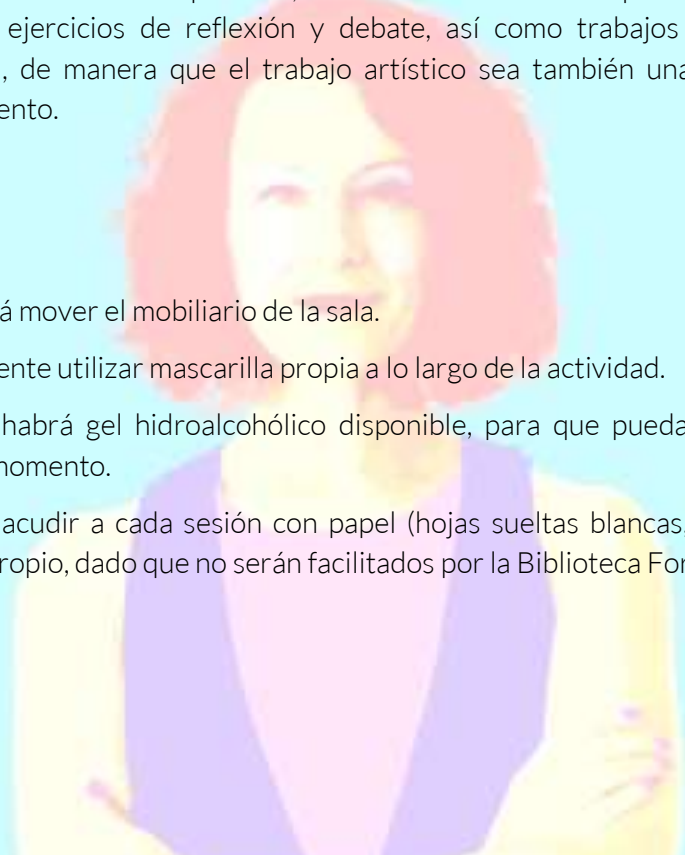 ejercicios de reflexión y debate, así como trabajos
, de manera que el trabajo artístico sea también una
ento.
á mover el mobiliario de la sala.
ente utilizar mascarilla propia a lo largo de la actividad.
habrá gel hidroalcohólico disponible, para que pueda
momento.
acudir a cada sesión con papel (hojas sueltas blancas,
ropio, dado que no serán facilitados por la Biblioteca For